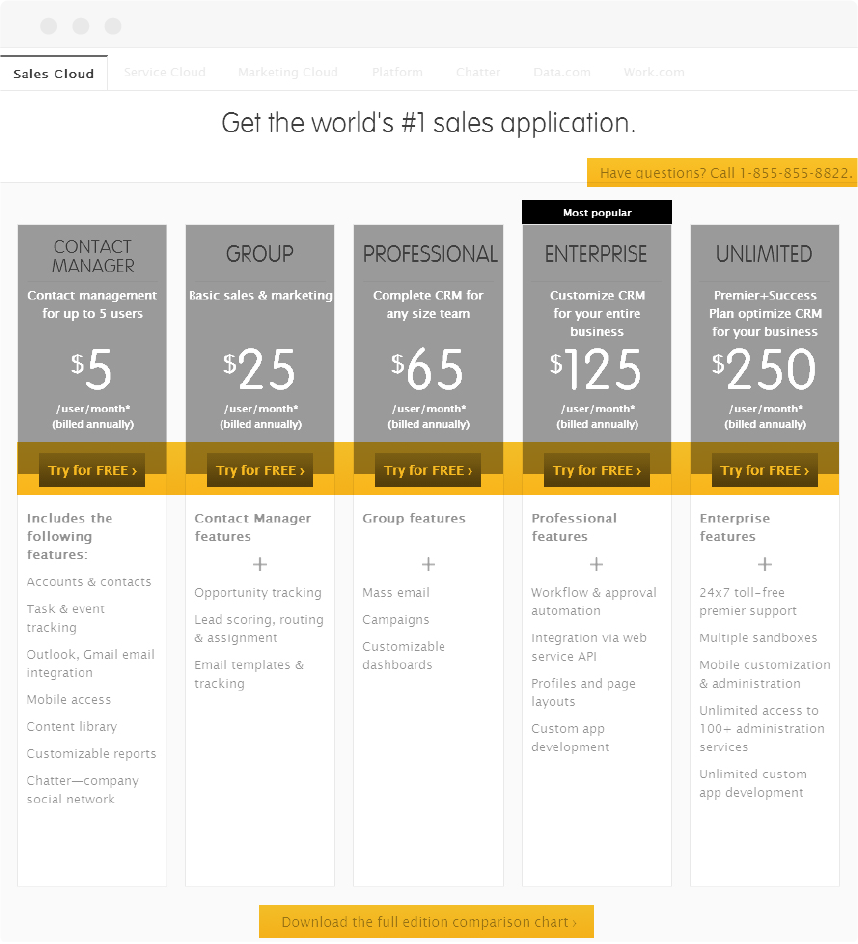 Sales Cloud
Service Cloud
Marketing Cloud
Platform
Chatter
Data.com
Work.com
Get the world's #1 sales application.
Have questions? Call 1-855-855-8822.
CONTACT
MANAGER
Contact management
for up to 5 users
$5
/user/month*
(billed annually)
Try for FREE ›
Includes the
following
features:
Accounts & contacts
Task & event
tracking
Outlook, Gmail email
integration
Mobile access
Content library
Customizable reports
Chatter—company
social network
GROUP
Basic sales & marketing
$25
/user/month*
(billed annually)
Try for FREE ›
Contact Manager
features
+
Opportunity tracking
Lead scoring, routing
& assignment
Email templates &
tracking
PROFESSIONAL
Complete CRM for
any size team
$65
/user/month*
(billed annually)
Try for FREE ›
Group features
+
Mass email
Campaigns
Customizable
dashboards
Most popular
ENTERPRISE
Customize CRM
for your entire
business
$125
/user/month*
(billed annually)
Try for FREE ›
Professional
features
+
Workflow & approval
automation
Integration via web
service API
Profiles and page
layouts
Custom app
development
UNLIMITED
Premier+Success
Plan optimize CRM
for your business
$250
/user/month*
(billed annually)
Try for FREE ›
Enterprise
features
+
24x7 toll-free
premier support
Multiple sandboxes
Mobile customization
& administration
Unlimited access to
100+ administration
services
Unlimited custom
app development
Download the full edition comparison chart ›